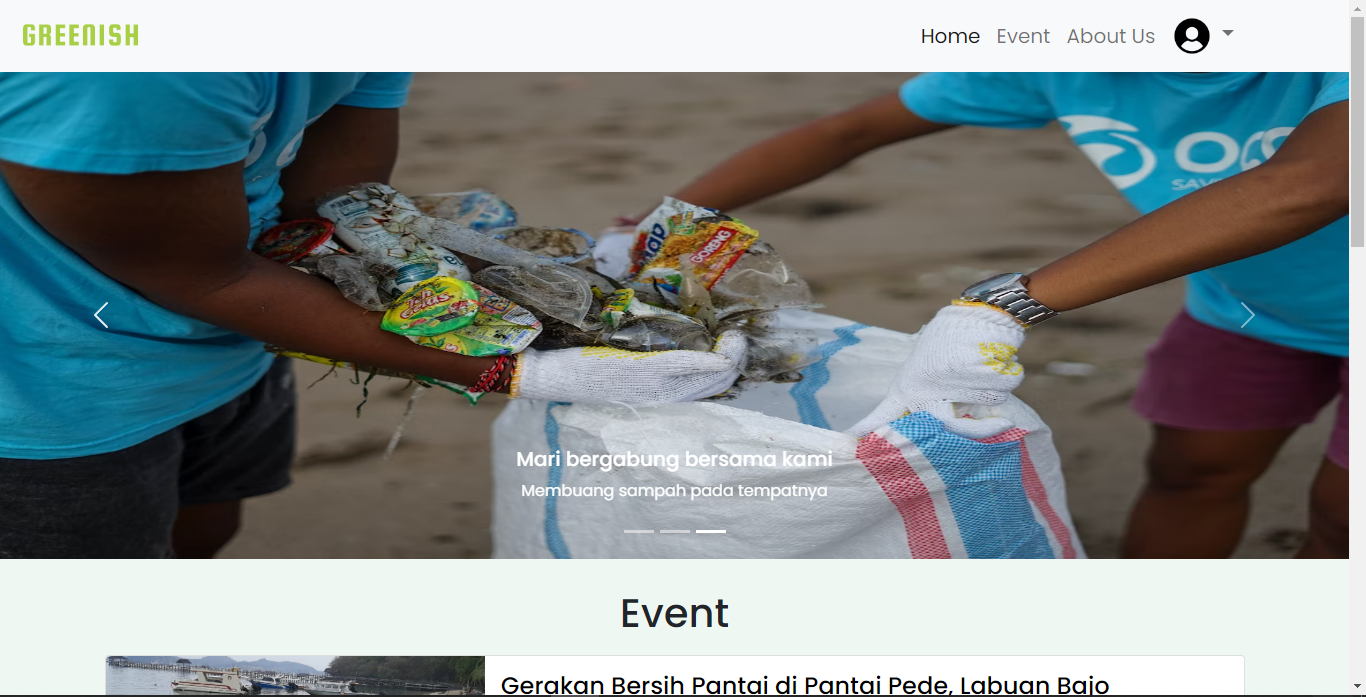 GREENISH
Home Event About Us
GORENG
Mari bergabung bersama kami
Membuang sampah pada tempatnya
Event
Gerakan Bersih Pantai di Pantai Pede, Labuan Bajo